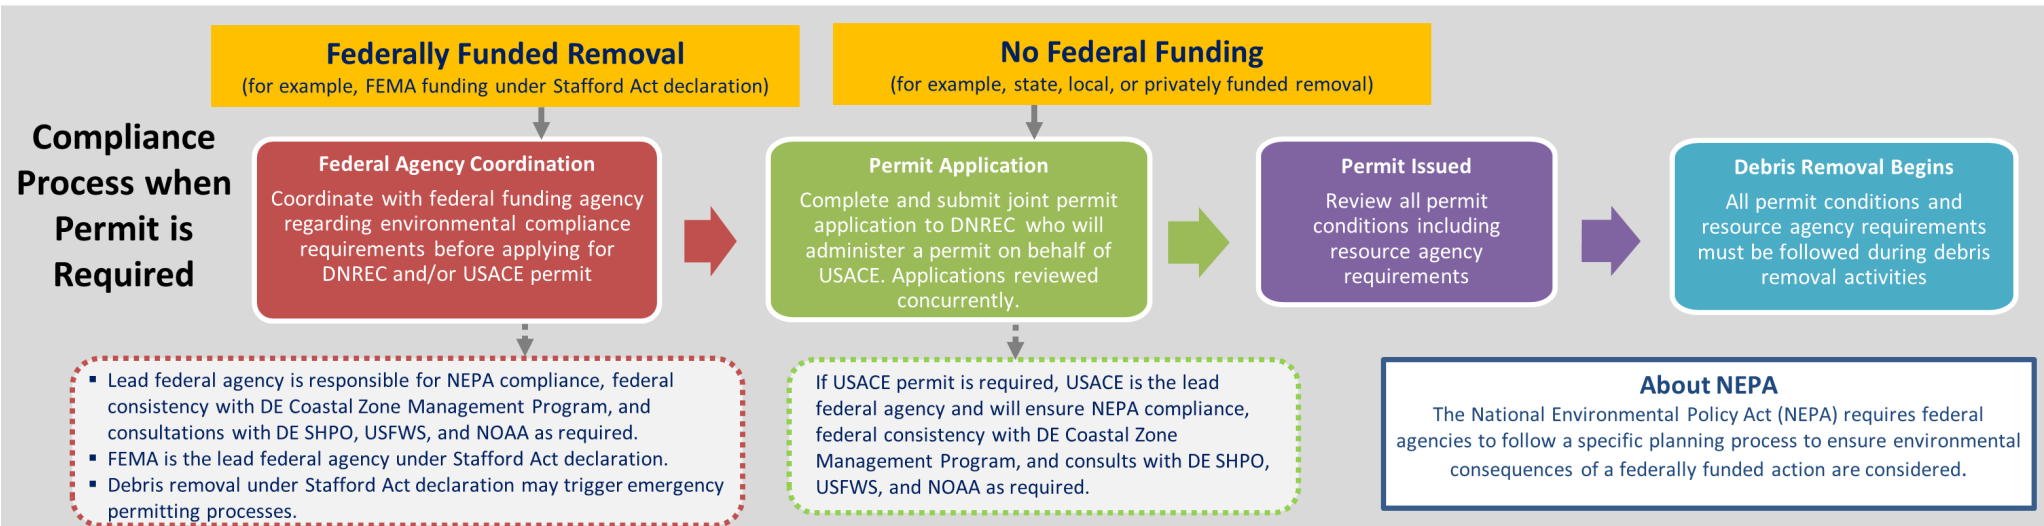 Compliance
Process when
Permit is
Required
Federally Funded Removal
(for example, FEMA funding under Stafford Act declaration)
No Federal Funding
(for example, state, local, or privately funded removal)
Federal Agency Coordination
Coordinate with federal funding agency
regarding environmental compliance
requirements before applying for
DNREC and/or USACE permit
Permit Application
Complete and submit joint permit
application to DNREC who will
administer a permit on behalf of
USACE. Applications reviewed
concurrently.
Permit Issued
Review all permit
conditions including
resource agency
requirements
Debris Removal Begins
All permit conditions and
resource agency requirements
must be followed during debris
removal activities
▪ Lead federal agency is responsible for NEPA compliance, federal
consistency with DE Coastal Zone Management Program, and
consultations with DE SHPO, USFWS, and NOAA as required.
▪ FEMA is the lead federal agency under Stafford Act declaration.
▪ Debris removal under Stafford Act declaration may trigger emergency
permitting processes.
If USACE permit is required, USACE is the lead
federal agency and will ensure NEPA compliance,
federal consistency with DE Coastal Zone
Management Program, and consults with DE SHPO,
USFWS, and NOAA as required.
About NEPA
The National Environmental Policy Act (NEPA) requires federal
agencies to follow a specific planning process to ensure environmental
consequences of a federally funded action are considered.